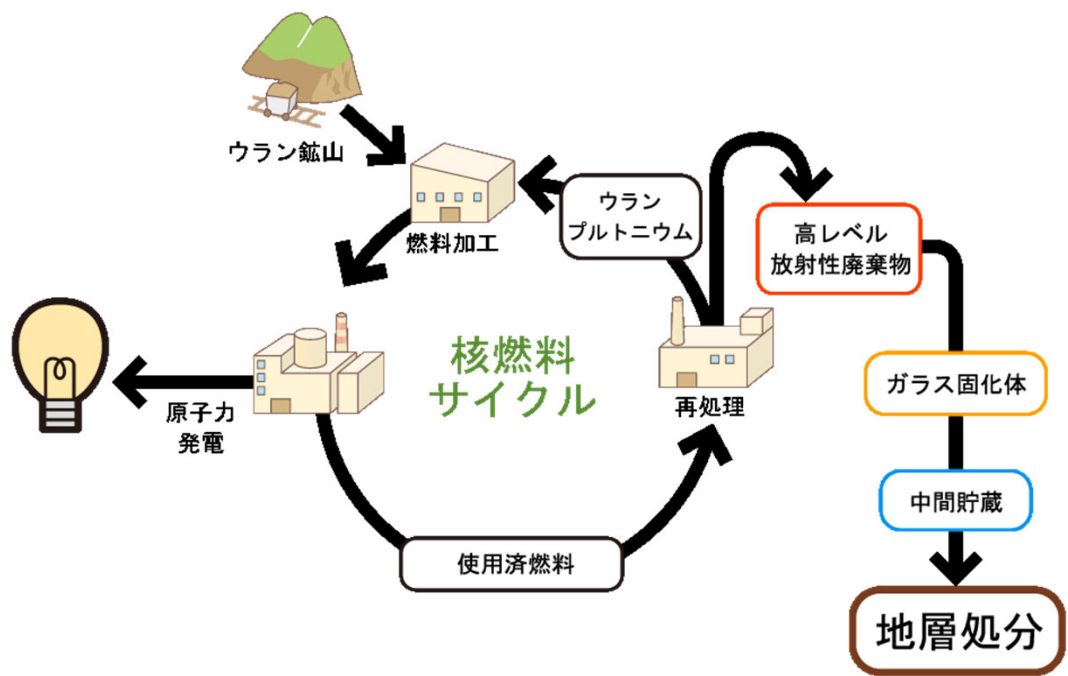 ウラン鉱山
燃料加工
ウラン
プルトニウム
高レベル
放射性廃棄物
核燃料
サイクル
再処理
ガラス固化体
原子力
発電
中間貯蔵
使用済燃料
地層処分